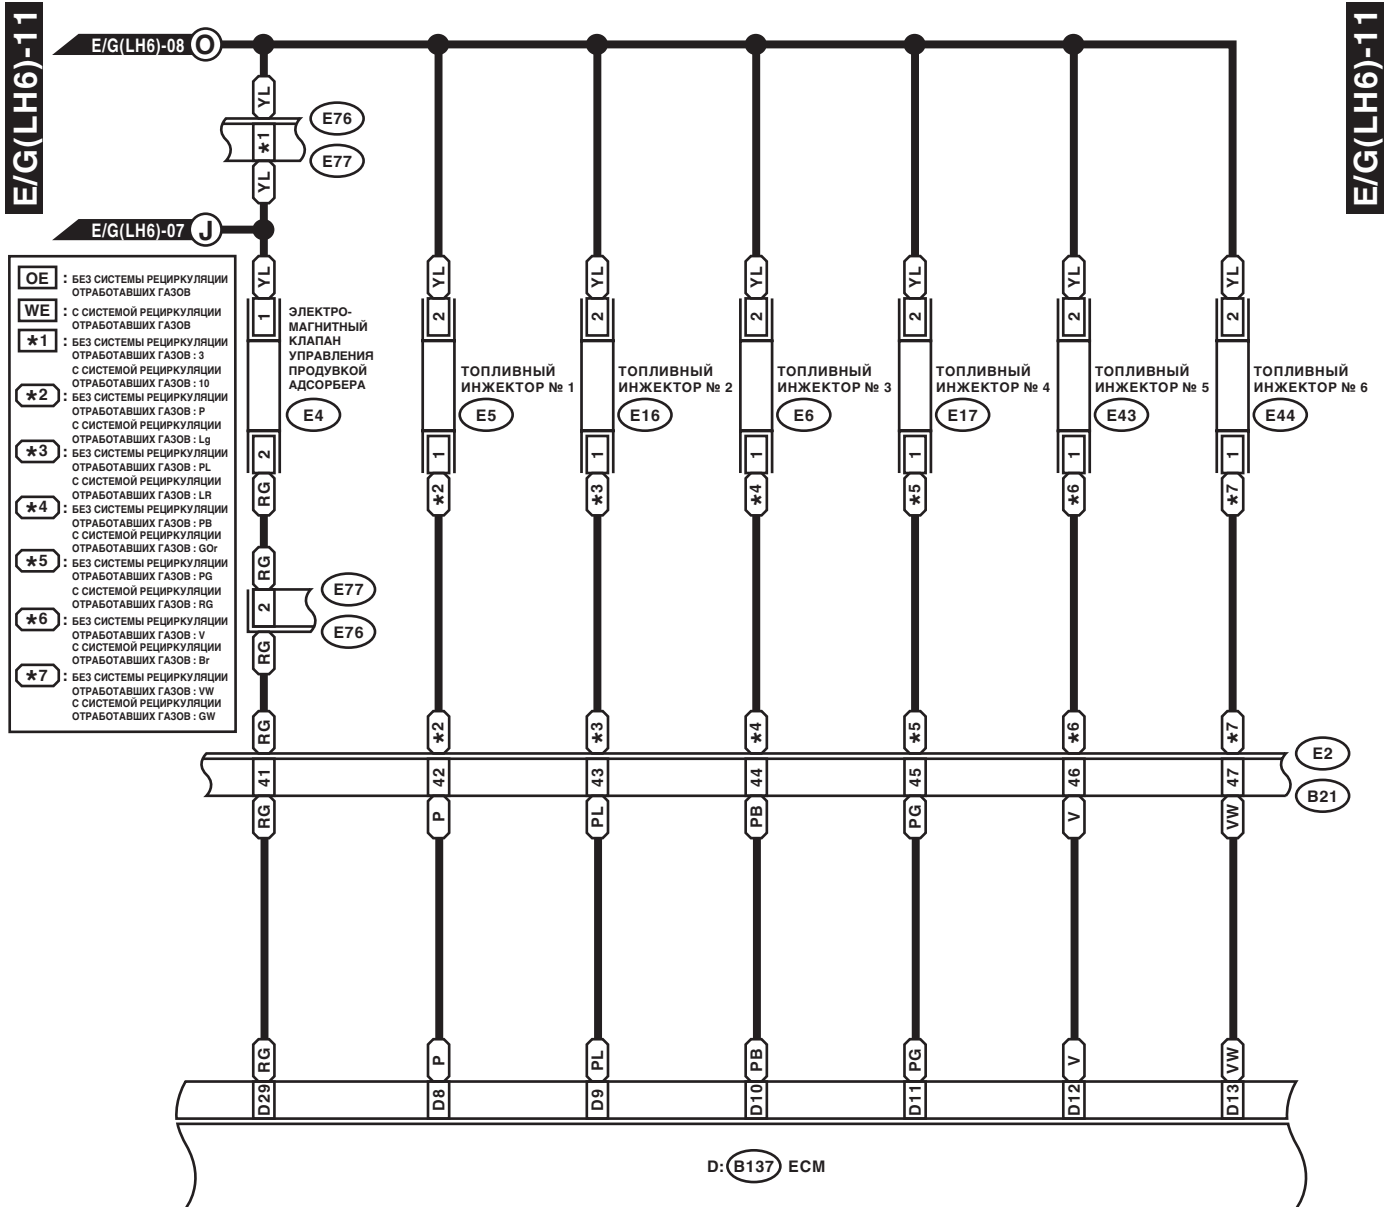 E/G(LH6)-11
E/G(LH6)-11
E/G(LH6)-08 O
YL
*1
E76
E77
YL
E/G(LH6)-07 J
OE : БЕЗ СИСТЕМЫ РЕЦИРКУЛЯЦИИ
ОТРАБОТАВШИХ ГАЗОВ
WE : С СИСТЕМОЙ РЕЦИРКУЛЯЦИИ
ОТРАБОТАВШИХ ГАЗОВ
*1 : БЕЗ СИСТЕМЫ РЕЦИРКУЛЯЦИИ
ОТРАБОТАВШИХ ГАЗОВ : 3
С СИСТЕМОЙ РЕЦИРКУЛЯЦИИ
ОТРАБОТАВШИХ ГАЗОВ : 10
*2 : БЕЗ СИСТЕМЫ РЕЦИРКУЛЯЦИИ
ОТРАБОТАВШИХ ГАЗОВ : P
С СИСТЕМОЙ РЕЦИРКУЛЯЦИИ
ОТРАБОТАВШИХ ГАЗОВ : Lg
*3 : БЕЗ СИСТЕМЫ РЕЦИРКУЛЯЦИИ
ОТРАБОТАВШИХ ГАЗОВ : PL
С СИСТЕМОЙ РЕЦИРКУЛЯЦИИ
ОТРАБОТАВШИХ ГАЗОВ : LR
*4 : БЕЗ СИСТЕМЫ РЕЦИРКУЛЯЦИИ
ОТРАБОТАВШИХ ГАЗОВ : PB
С СИСТЕМОЙ РЕЦИРКУЛЯЦИИ
ОТРАБОТАВШИХ ГАЗОВ : GOr
*5 : БЕЗ СИСТЕМЫ РЕЦИРКУЛЯЦИИ
ОТРАБОТАВШИХ ГАЗОВ : PG
С СИСТЕМОЙ РЕЦИРКУЛЯЦИИ
ОТРАБОТАВШИХ ГАЗОВ : RG
*6 : БЕЗ СИСТЕМЫ РЕЦИРКУЛЯЦИИ
ОТРАБОТАВШИХ ГАЗОВ : V
С СИСТЕМОЙ РЕЦИРКУЛЯЦИИ
ОТРАБОТАВШИХ ГАЗОВ : Br
*7 : БЕЗ СИСТЕМЫ РЕЦИРКУЛЯЦИИ
ОТРАБОТАВШИХ ГАЗОВ : VW
С СИСТЕМОЙ РЕЦИРКУЛЯЦИИ
ОТРАБОТАВШИХ ГАЗОВ : GW
YL YL YL YL YL YL YL
1 2 2 2 2 2 2
ЭЛЕКТРО-
МАГНИТНЫЙ
КЛАПАН
УПРАВЛЕНИЯ
ПРОДУВКОЙ
АДСОРБЕРА
E4
ТОПЛИВНЫЙ
ИНЖЕКТОР № 1
E5
ТОПЛИВНЫЙ
ИНЖЕКТОР № 2
E16
ТОПЛИВНЫЙ
ИНЖЕКТОР № 3
E6
ТОПЛИВНЫЙ
ИНЖЕКТОР № 4
E17
ТОПЛИВНЫЙ
ИНЖЕКТОР № 5
E43
ТОПЛИВНЫЙ
ИНЖЕКТОР № 6
E44
2 1 1 1 1 1 1
RG *2 *3 *4 *5 *6 *7
RG
2
E77
E76
RG
RG *2 *3 *4 *5 *6 *7
E2
41 42 43 44 45 46 47
B21
RG P PL PB PG V VW
RG P PL PB PG V VW
D29 D8 D9 D10 D11 D12 D13
D: B137 ECM